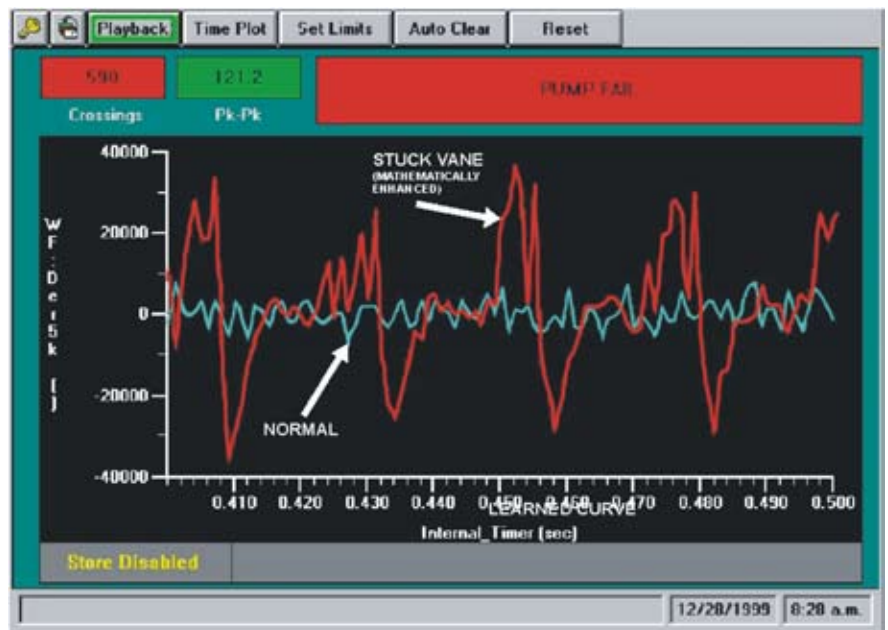 Playback Time Plot Set Limits Auto Clear Reset
590 121.2 PUMP FAIL
Crossings Pk-Pk
40000
STUCK VANE
(MATHEMATICALLY
ENHANCED)
20000
0
WF:Der5k ()
-20000
NORMAL
-40000
0.410 0.420 0.430 0.440 0.450 0.460 0.470 0.480 0.490 0.500
LEARNED CURVE
Internal_Timer (sec)
Store Disabled
12/28/1999 8:28 a.m.